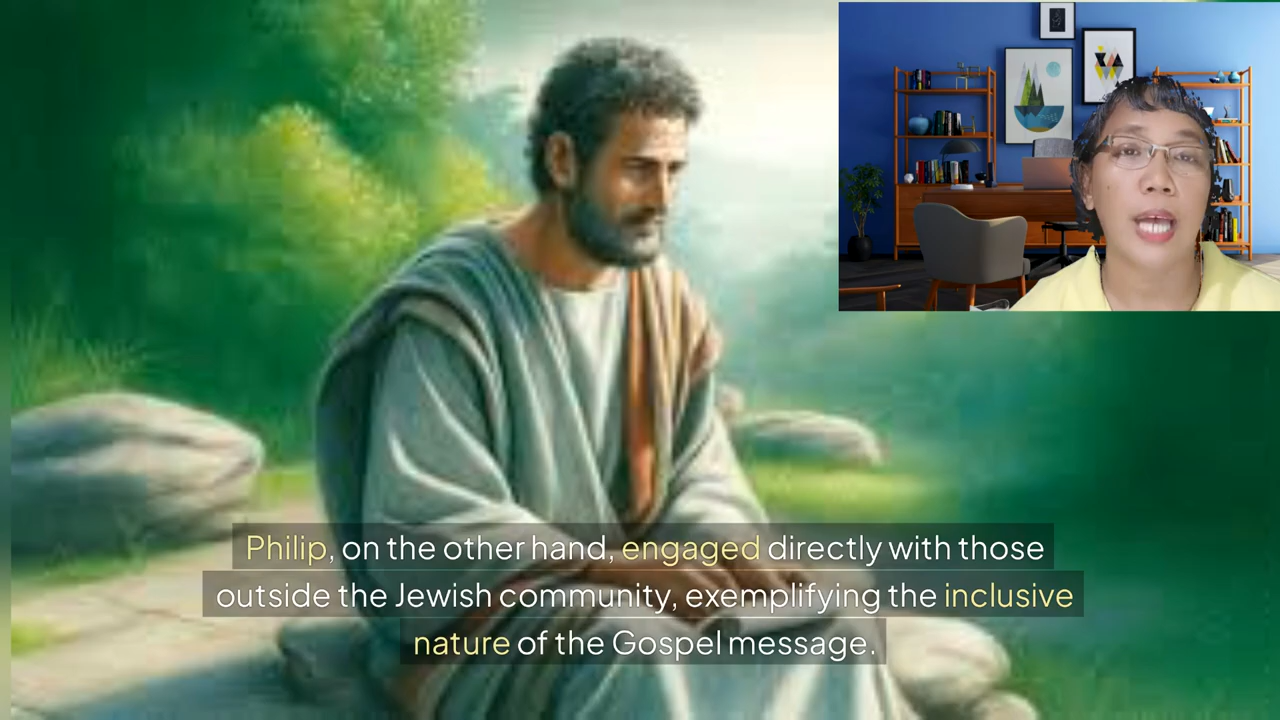 Philip, on the other hand, engaged directly with those
outside the Jewish community, exemplifying the inclusive
nature of the Gospel message.